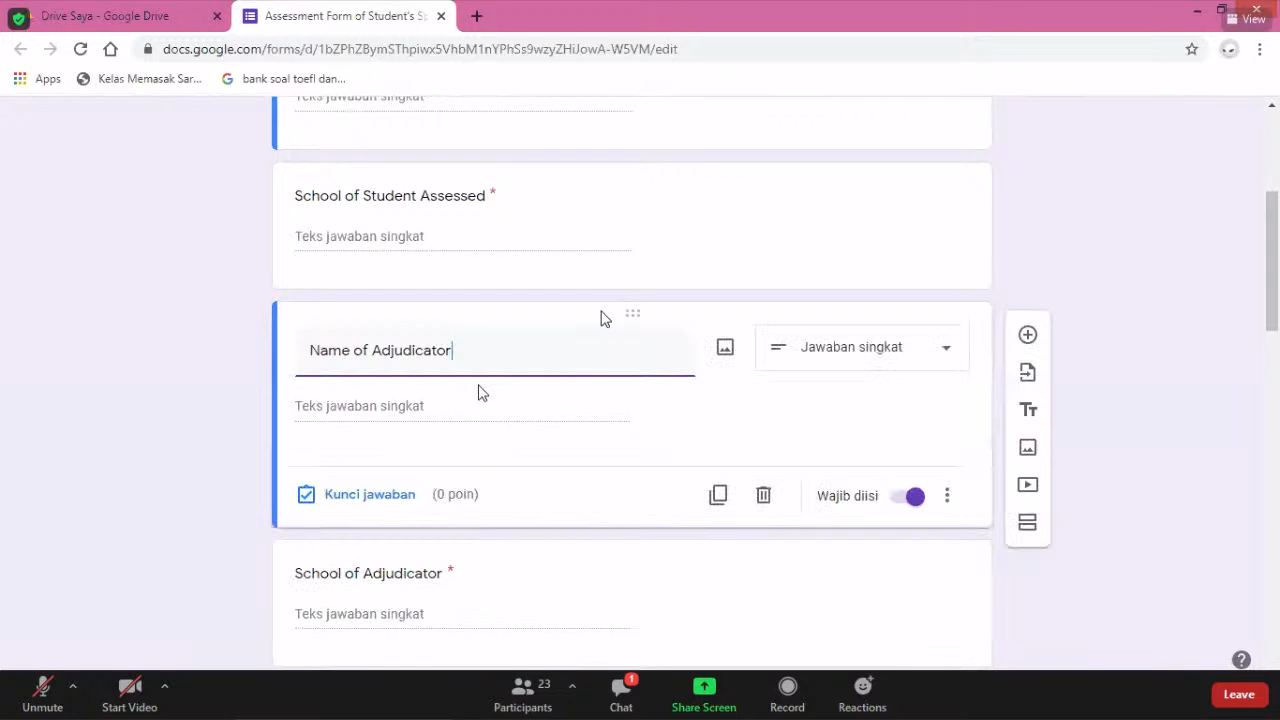 Drive Saya - Google Drive
Assessment Form of Student's S
View
docs.google.com/forms/d/1bZPhZBymSThpiwx5VhbM1nYPhSs9wzyZHiJowA-W5VM/edit
Apps
Kelas Memasak Sar...
bank soal toefl dan...
Teks jawaban singkat
School of Student Assessed *
Teks jawaban singkat
Name of Adjudicator
Jawaban singkat
Teks jawaban singkat
Kunci jawaban (0 poin)
Wajib diisi
School of Adjudicator *
Teks jawaban singkat
Unmute
Start Video
23
Participants
1
Chat
Share Screen
Record
Reactions
Leave